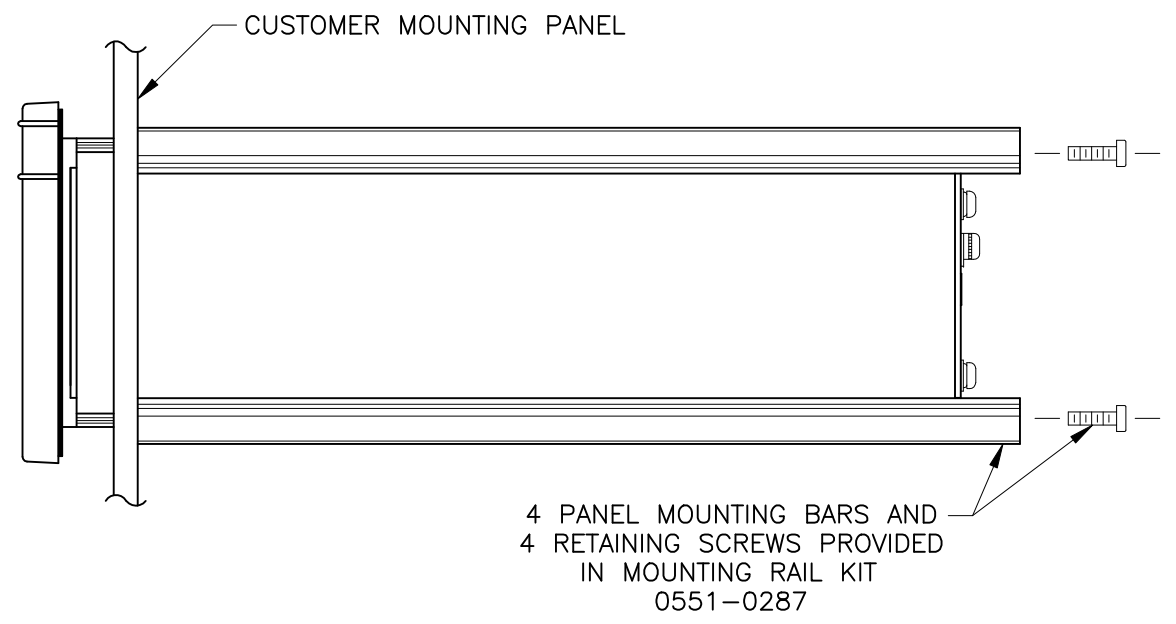 CUSTOMER MOUNTING PANEL
4 PANEL MOUNTING BARS AND
4 RETAINING SCREWS PROVIDED
IN MOUNTING RAIL KIT
0551-0287